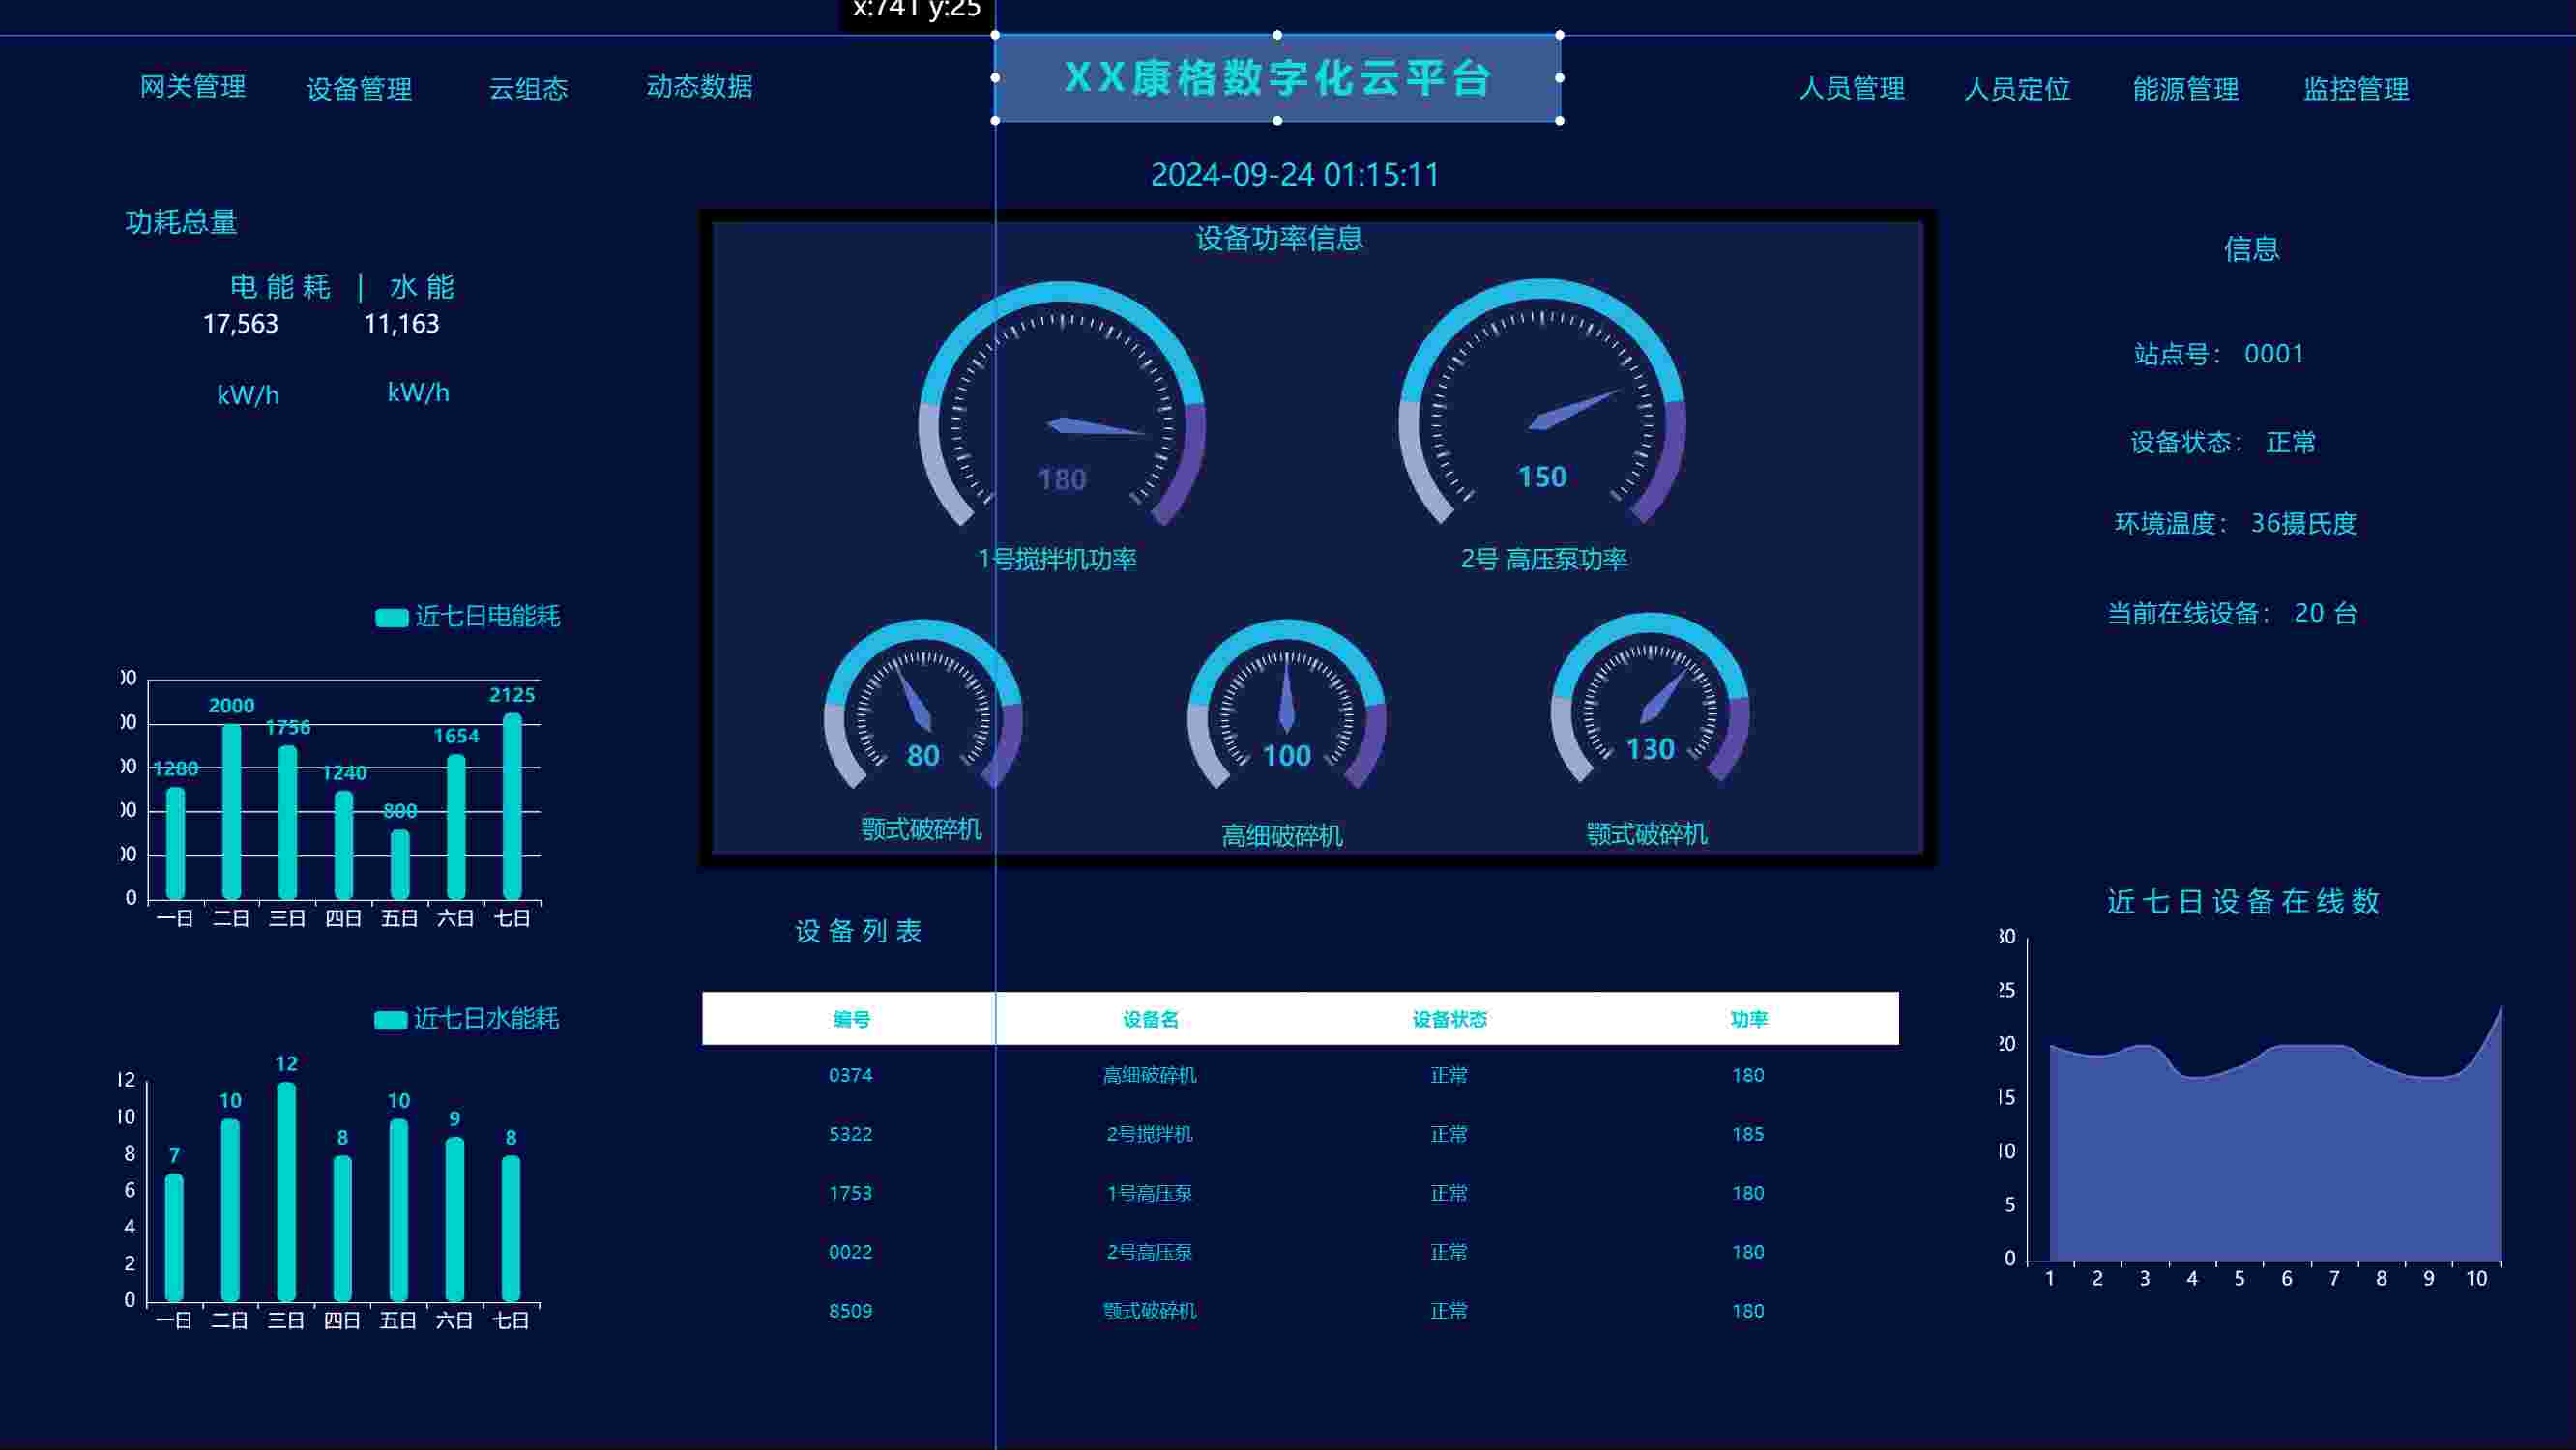 x:741 y:25
网关管理 设备管理 云组态 动态数据
XX康格数字化云平台
人员管理 人员定位 能源管理 监控管理
2024-09-24 01:15:11
功耗总量
电能耗 | 水能
17,563 11,163
kW/h kW/h
近七日电能耗
00
00
00
00
00
0
1280 2000 1756 1240 800 1654 2125
一日 二日 三日 四日 五日 六日 七日
近七日水能耗
12
10
8
6
4
2
0
7 10 12 8 10 9 8
一日 二日 三日 四日 五日 六日 七日
设备功率信息
180 150
1号搅拌机功率 2号 高压泵功率
80 100 130
颚式破碎机 高细破碎机 颚式破碎机
设备列表
编号 设备名 设备状态 功率
0374 高细破碎机 正常 180
5322 2号搅拌机 正常 185
1753 1号高压泵 正常 180
0022 2号高压泵 正常 180
8509 颚式破碎机 正常 180
信息
站点号： 0001
设备状态： 正常
环境温度： 36摄氏度
当前在线设备： 20 台
近七日设备在线数
30
25
20
15
10
5
0
1 2 3 4 5 6 7 8 9 10